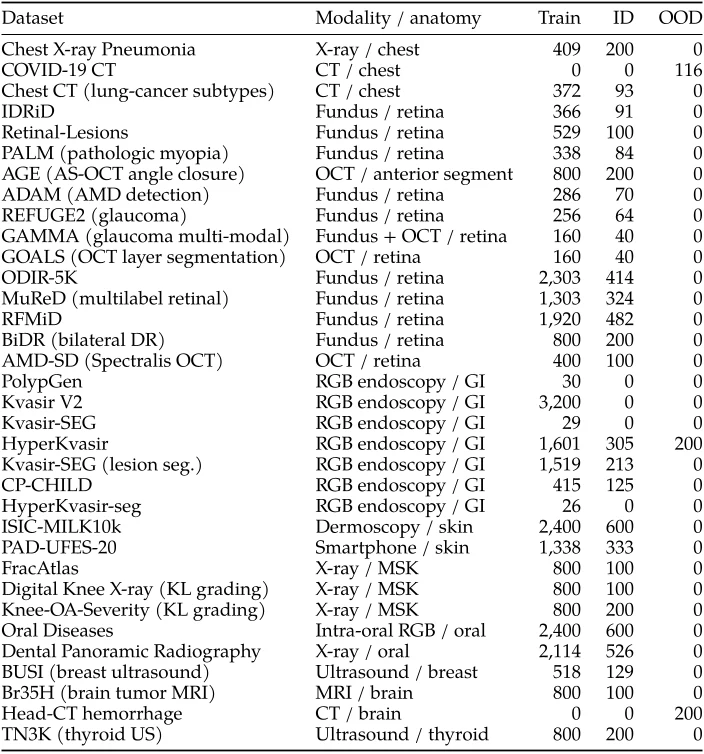 Dataset Modality / anatomy Train ID OOD
Chest X-ray Pneumonia X-ray / chest 409 200 0
COVID-19 CT CT / chest 0 0 116
Chest CT (lung-cancer subtypes) CT / chest 372 93 0
IDRiD Fundus / retina 366 91 0
Retinal-Lesions Fundus / retina 529 100 0
PALM (pathologic myopia) Fundus / retina 338 84 0
AGE (AS-OCT angle closure) OCT / anterior segment 800 200 0
ADAM (AMD detection) Fundus / retina 286 70 0
REFUGE2 (glaucoma) Fundus / retina 256 64 0
GAMMA (glaucoma multi-modal) Fundus + OCT / retina 160 40 0
GOALS (OCT layer segmentation) OCT / retina 160 40 0
ODIR-5K Fundus / retina 2,303 414 0
MuReD (multilabel retinal) Fundus / retina 1,303 324 0
RFMiD Fundus / retina 1,920 482 0
BiDR (bilateral DR) Fundus / retina 800 200 0
AMD-SD (Spectralis OCT) OCT / retina 400 100 0
PolypGen RGB endoscopy / GI 30 0 0
Kvasir V2 RGB endoscopy / GI 3,200 0 0
Kvasir-SEG RGB endoscopy / GI 29 0 0
HyperKvasir RGB endoscopy / GI 1,601 305 200
Kvasir-SEG (lesion seg.) RGB endoscopy / GI 1,519 213 0
CP-CHILD RGB endoscopy / GI 415 125 0
HyperKvasir-seg RGB endoscopy / GI 26 0 0
ISIC-MILK10k Dermoscopy / skin 2,400 600 0
PAD-UFES-20 Smartphone / skin 1,338 333 0
FracAtlas X-ray / MSK 800 100 0
Digital Knee X-ray (KL grading) X-ray / MSK 800 100 0
Knee-OA-Severity (KL grading) X-ray / MSK 800 200 0
Oral Diseases Intra-oral RGB / oral 2,400 600 0
Dental Panoramic Radiography X-ray / oral 2,114 526 0
BUSI (breast ultrasound) Ultrasound / breast 518 129 0
Br35H (brain tumor MRI) MRI / brain 800 100 0
Head-CT hemorrhage CT / brain 0 0 200
TN3K (thyroid US) Ultrasound / thyroid 800 200 0